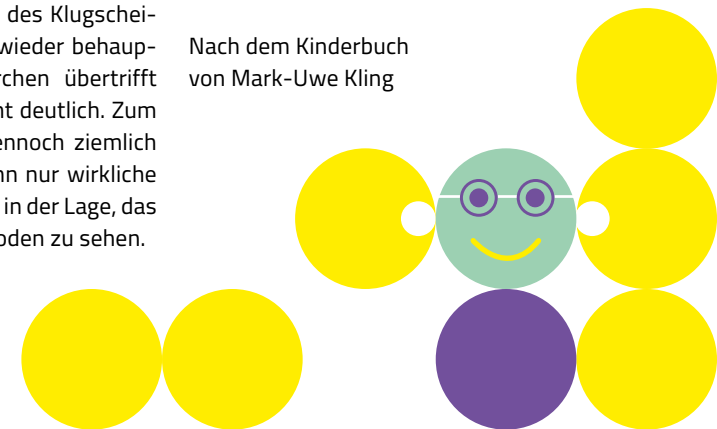 des Klugschei-
wieder behaup-
rchen übertrifft
nt deutlich. Zum
ennoch ziemlich
nn nur wirkliche
in der Lage, das
oden zu sehen.
Nach dem Kinderbuch
von Mark-Uwe Kling